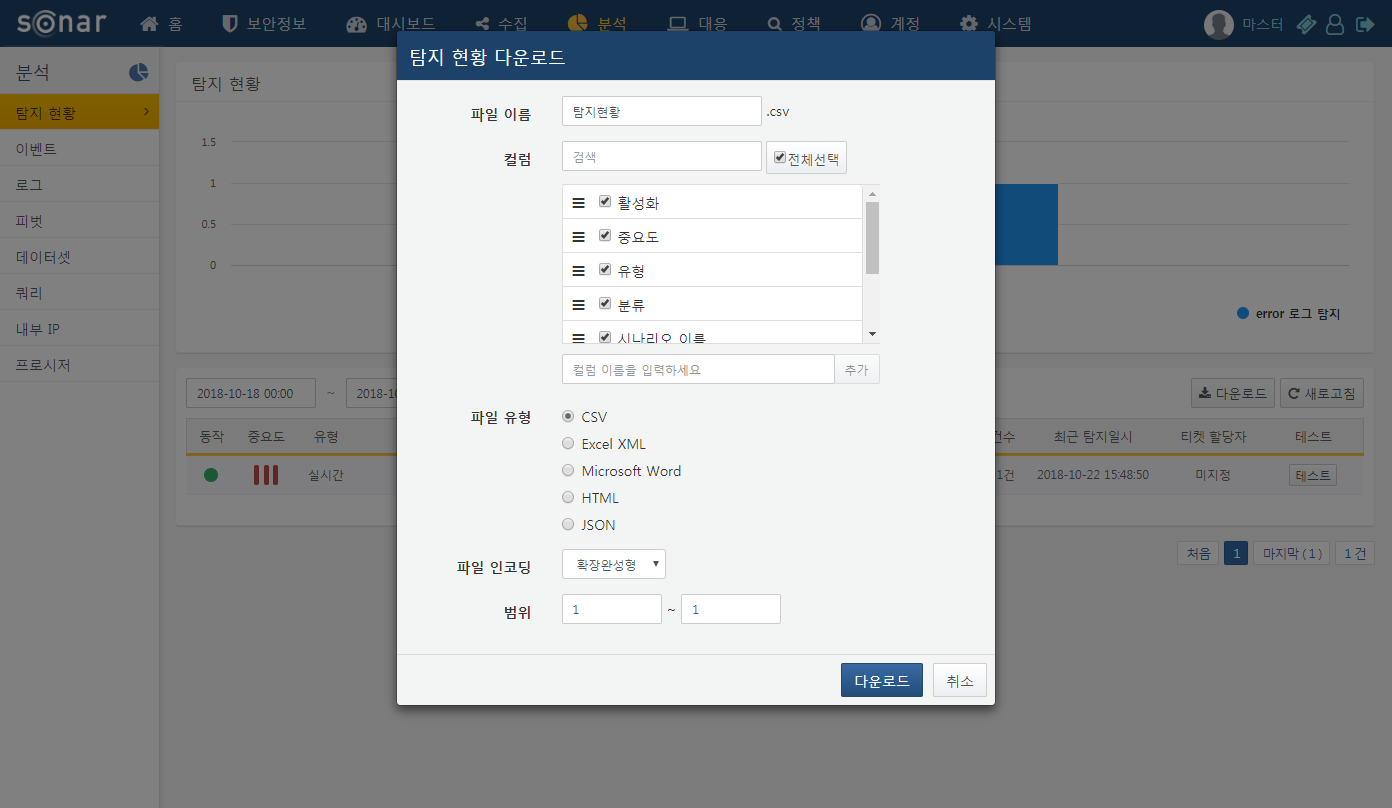 sonar 홈 보안정보 대시보드 수집 분석 대응 정책 계정 시스템 마스터
분석
탐지 현황
이벤트
로그
피벗
데이터셋
쿼리
내부 IP
프로시저
탐지 현황
1.5
1
0.5
0
error 로그 탐지
2018-10-18 00:00 ~ 2018-10
다운로드 새로고침
동작 중요도 유형 건수 최근 탐지일시 티켓 할당자 테스트
실시간 1건 2018-10-22 15:48:50 미지정 테스트
처음 1 마지막 ( 1 ) 1 건
탐지 현황 다운로드
파일 이름 탐지현황 .csv
컬럼 검색 전체선택
활성화
중요도
유형
분류
시나리오 이름
컬럼 이름을 입력하세요 추가
파일 유형 CSV
Excel XML
Microsoft Word
HTML
JSON
파일 인코딩 확장완성형
범위 1 ~ 1
다운로드 취소